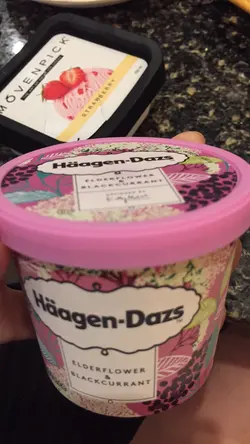 MÖVENPICK
STRAWBERRY
Häagen-Dazs
ELDERFLOWER
&
BLACKCURRANT
Häagen-Dazs
ELDERFLOWER
&
BLACKCURRANT